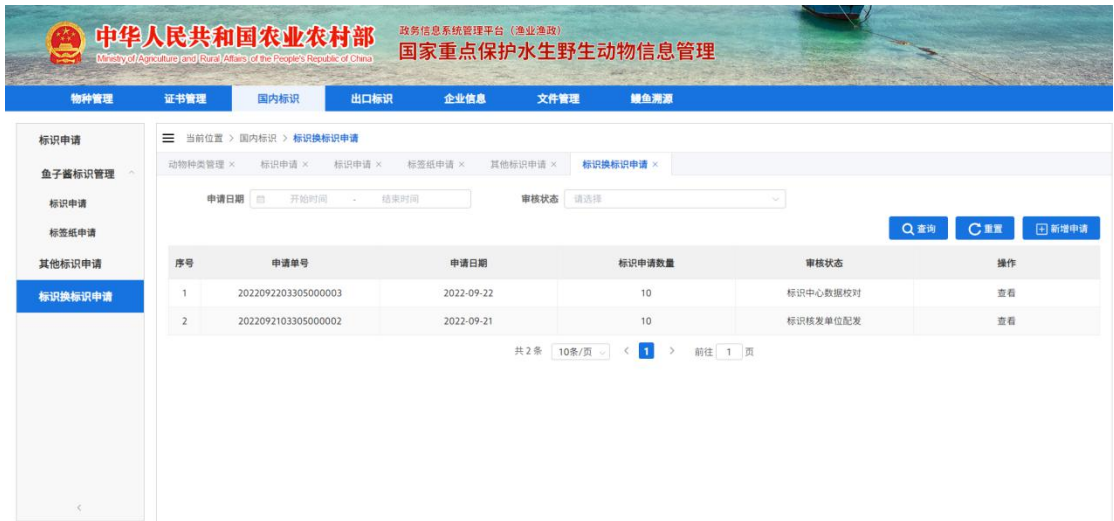 中华人民共和国农业农村部
Ministry of Agriculture and Rural Affairs of the People's Republic of China
政务信息系统管理平台（渔业渔政）
国家重点保护水生野生动物信息管理
物种管理 证书管理 国内标识 出口标识 企业信息 文件管理 鳗鱼溯源
标识申请
鱼子酱标识管理
标识申请
标签纸申请
其他标识申请
标识换标识申请
当前位置 > 国内标识 > 标识换标识申请
动物种类管理 × 标识申请 × 标识申请 × 标签纸申请 × 其他标识申请 × 标识换标识申请 ×
申请日期 开始时间 - 结束时间 审核状态 请选择
查询 重置 新增申请
序号 申请单号 申请日期 标识申请数量 审核状态 操作
1 2022092203305000003 2022-09-22 10 标识中心数据校对 查看
2 2022092103305000002 2022-09-21 10 标识核发单位配发 查看
共 2 条 10条/页 < 1 > 前往 1 页